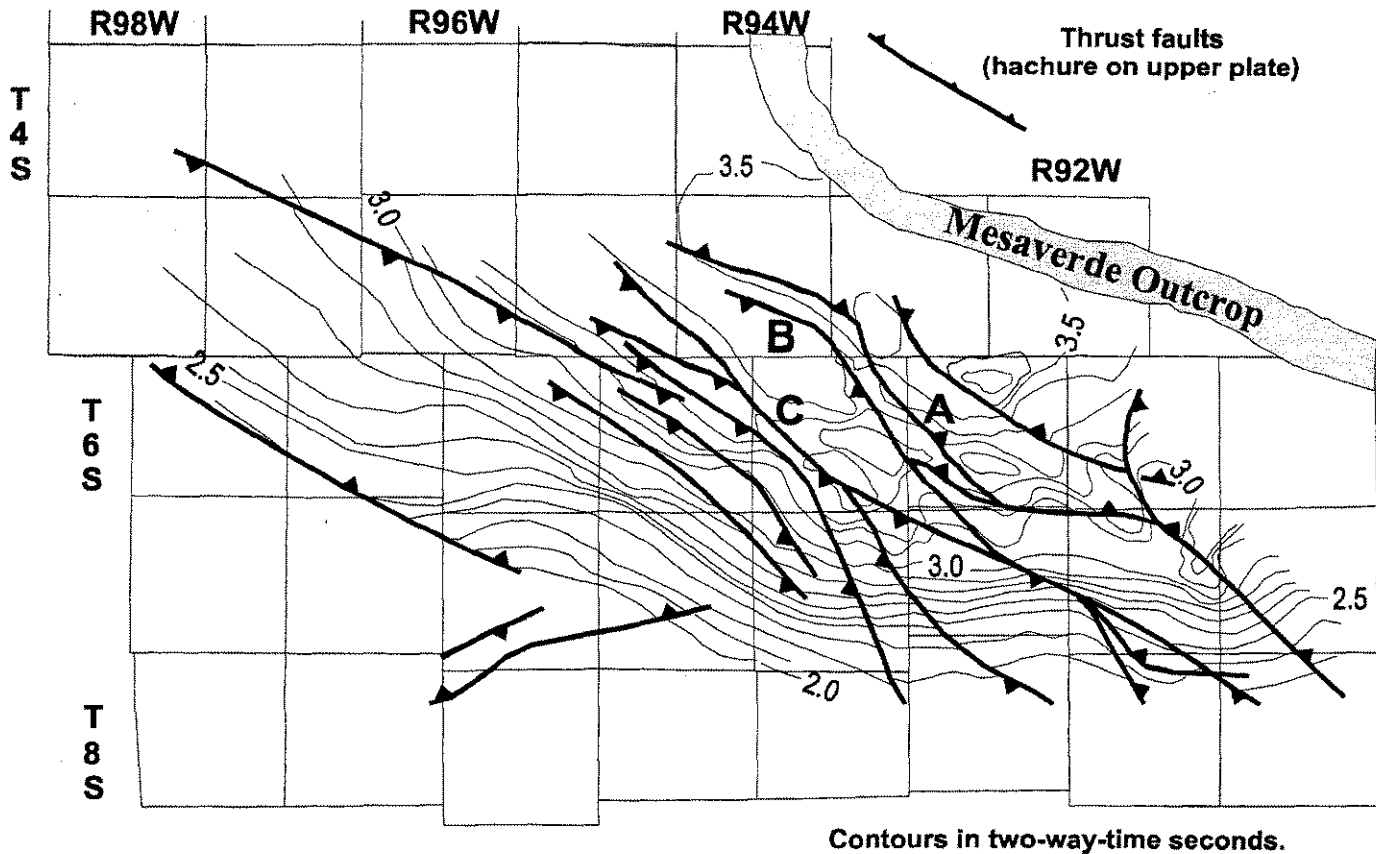 R98W
R96W
R94W
Thrust faults
(hachure on upper plate)
T
4
S
3.5
R92W
3.0
Mesaverde Outcrop
B
3.5
2.5
T
6
S
C
A
3.0
3.0
2.5
2.0
T
8
S
Contours in two-way-time seconds.